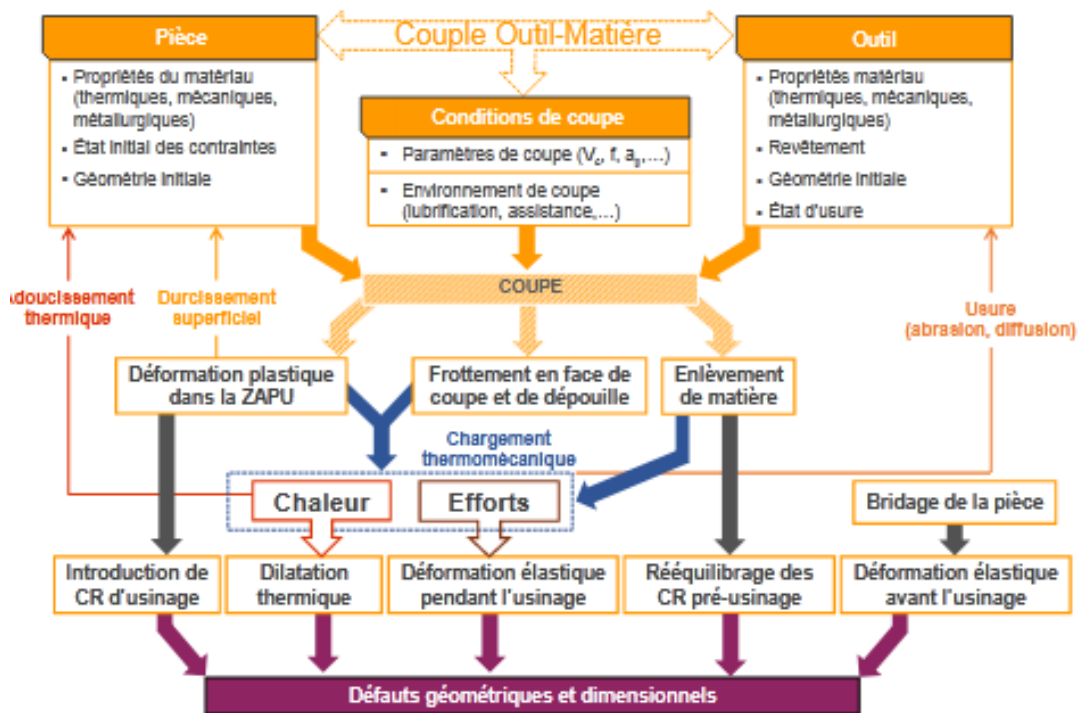 Couple Outil-Matière
Pièce
▪ Propriétés du matériau
(thermiques, mécaniques,
métallurgiques)
▪ État initial des contraintes
▪ Géométrie initiale
Conditions de coupe
▪ Paramètres de coupe (Vc, f, ap,...)
▪ Environnement de coupe
(lubrification, assistance,...)
Outil
▪ Propriétés matériau
(thermiques, mécaniques,
métallurgiques)
▪ Revêtement
▪ Géométrie initiale
▪ État d'usure
COUPE
Adoucissement
thermique
Durcissement
superficiel
Usure
(abrasion, diffusion)
Déformation plastique
dans la ZAPU
Frottement en face de
coupe et de dépouille
Enlèvement
de matière
Chargement
thermomécanique
Chaleur
Efforts
Bridage de la pièce
Introduction de
CR d'usinage
Dilatation
thermique
Déformation élastique
pendant l'usinage
Rééquilibrage des
CR pré-usinage
Déformation élastique
avant l'usinage
Défauts géométriques et dimensionnels